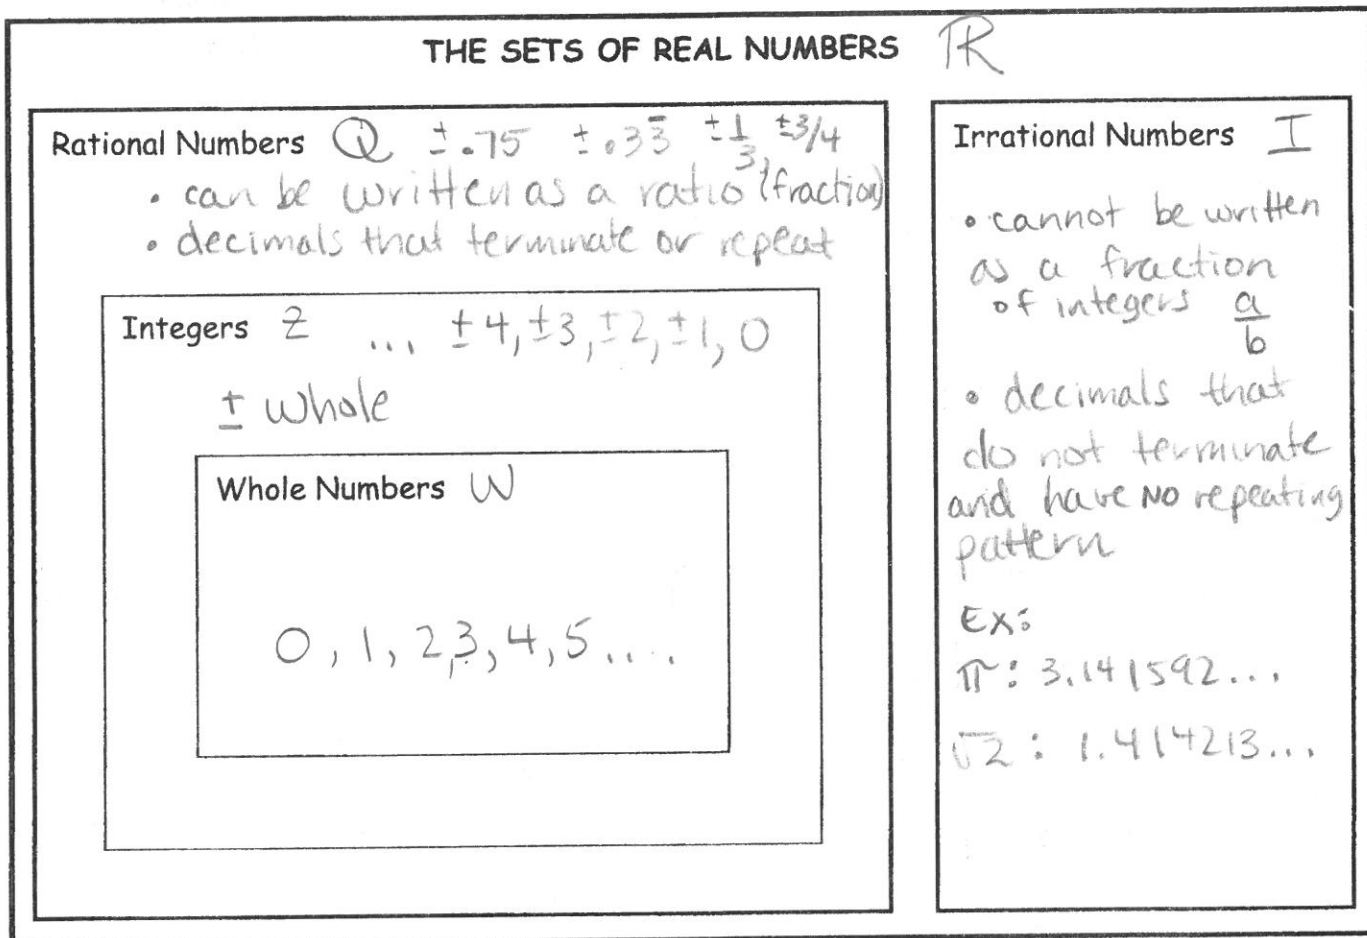 THE SETS OF REAL NUMBERS ℝ
Rational Numbers ℚ ±.75 ±.33̅ ±1/3, ±3/4
• can be written as a ratio (fraction)
• decimals that terminate or repeat
Integers Z ... ±4, ±3, ±2, ±1, 0
± whole
Whole Numbers W
0, 1, 2, 3, 4, 5....
Irrational Numbers I
• cannot be written
as a fraction
of integers a/b
• decimals that
do not terminate
and have NO repeating
pattern
Ex:
π: 3.141592...
√2: 1.414213...